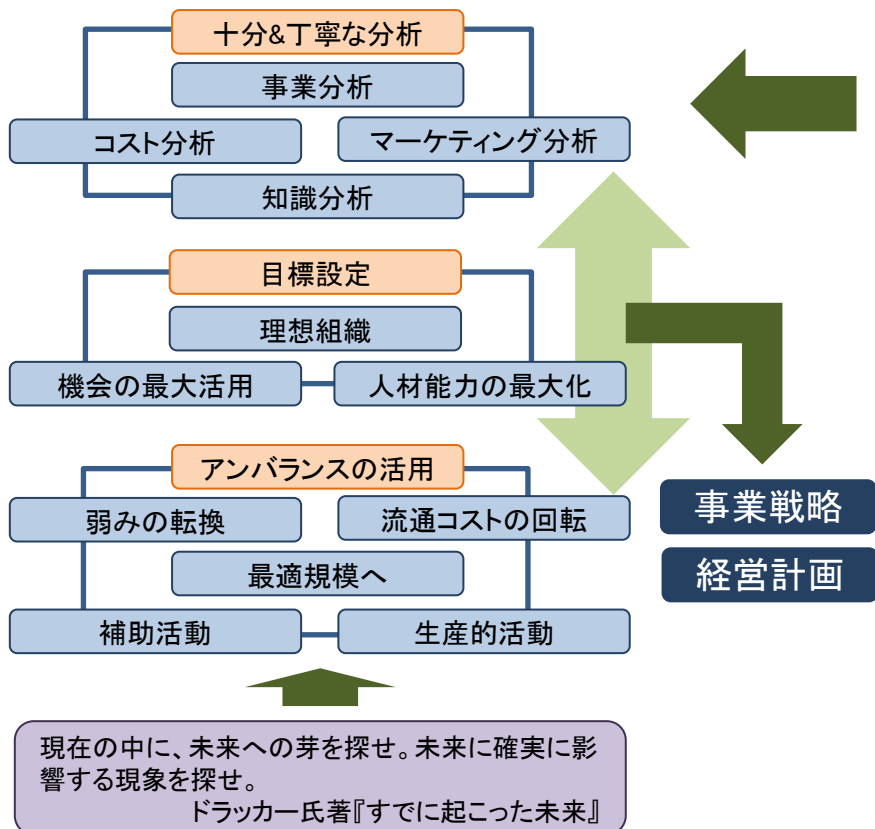 十分&丁寧な分析
事業分析
コスト分析
マーケティング分析
知識分析
目標設定
理想組織
機会の最大活用
人材能力の最大化
アンバランスの活用
弱みの転換
流通コストの回転
最適規模へ
補助活動
生産的活動
事業戦略
経営計画
現在の中に、未来への芽を探せ。未来に確実に影
響する現象を探せ。
ドラッカー氏著『すでに起こった未来』